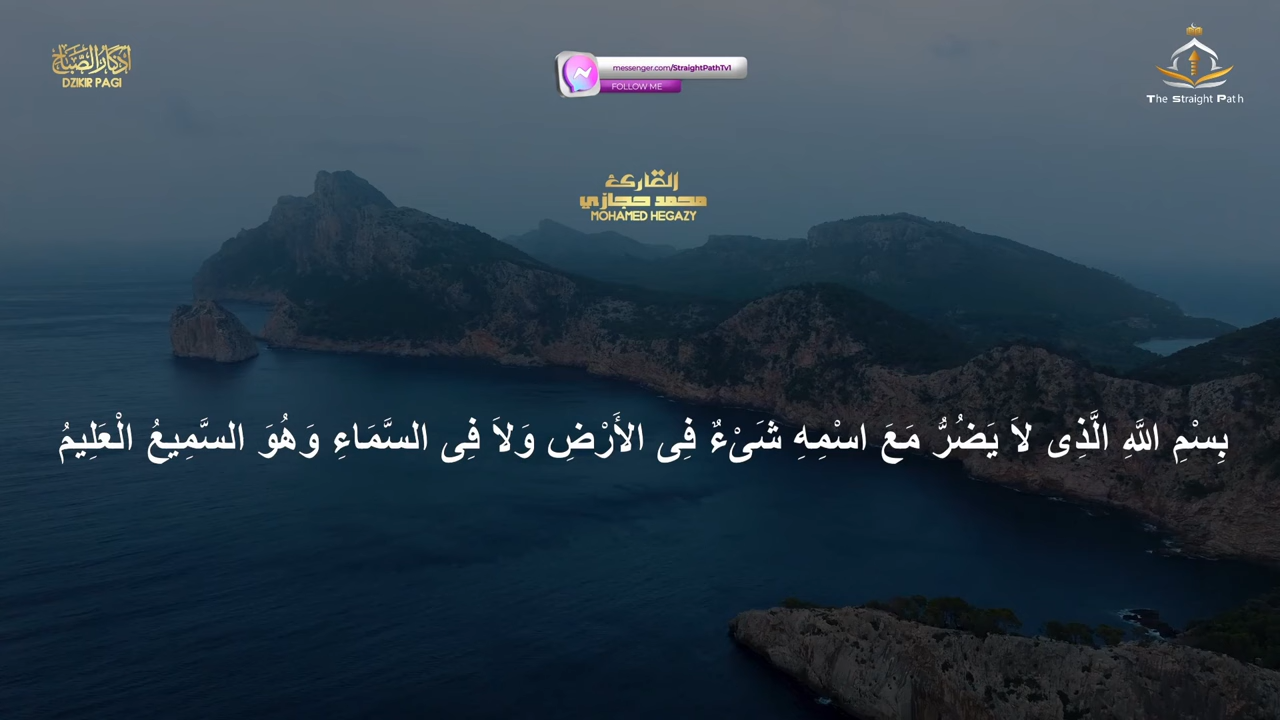 أذكار الصباح
DZIKIR PAGI
messenger.com/StraightPathTv1
FOLLOW ME
The Straight Path
القارئ
محمد حجازي
MOHAMED HEGAZY
بِسْمِ اللَّهِ الَّذِى لاَ يَضُرُّ مَعَ اسْمِهِ شَىْءٌ فِى الأَرْضِ وَلاَ فِى السَّمَاءِ وَهُوَ السَّمِيعُ الْعَلِيمُ